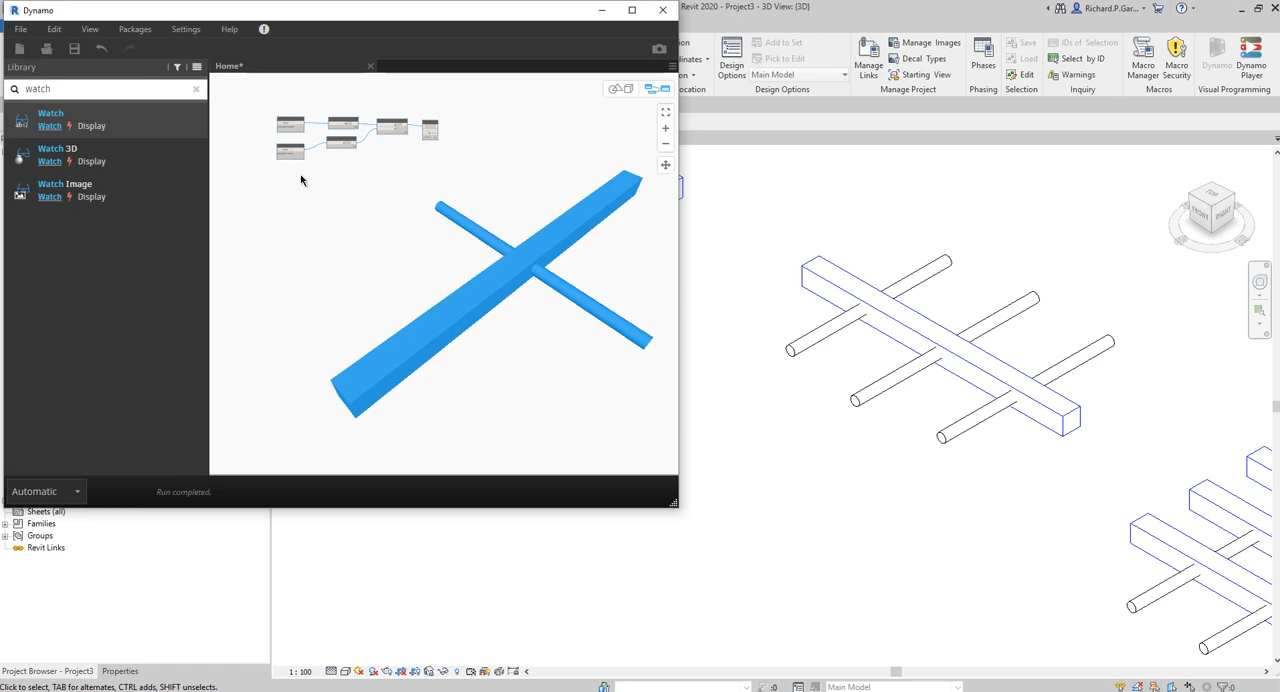 Dynamo
Revit 2020 - Project3 - 3D View: {3D}
Richard.P.Gar...
File Edit View Packages Settings Help
Library
Home*
watch
Watch
Watch Display
Watch 3D
Watch Display
Watch Image
Watch Display
Automatic
Run completed.
Design
Options
Add to Set
Pick to Edit
Main Model
Design Options
Manage
Links
Manage Images
Decal Types
Starting View
Manage Project
Phases
Phasing
Save
Load
Edit
Selection
IDs of Selection
Select by ID
Warnings
Inquiry
Macro
Manager
Macro
Security
Macros
Dynamo
Dynamo
Player
Visual Programming
TOP
FRONT
RIGHT
Sheets (all)
Families
Groups
Revit Links
Project Browser - Project3
Properties
1 : 100
Click to select, TAB for alternates, CTRL adds, SHIFT unselects.
:0
Main Model
:0